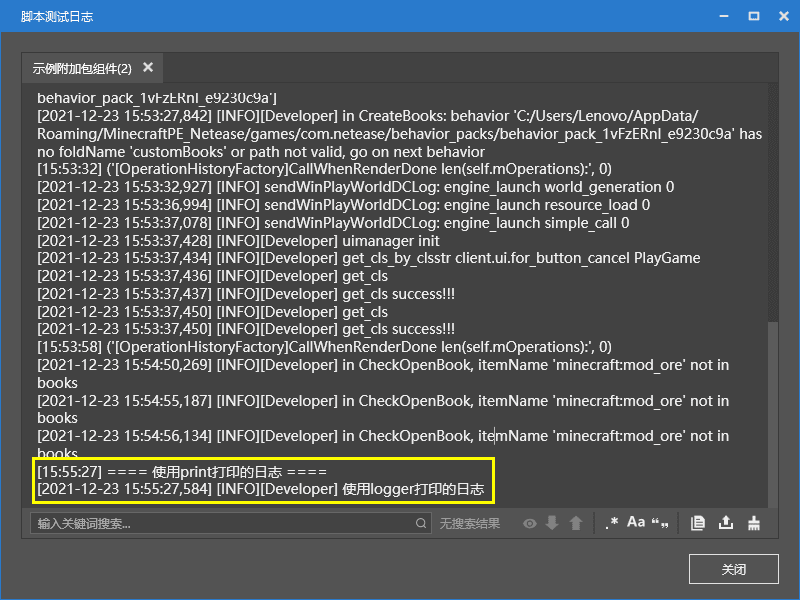 脚本测试日志
示例附加包组件(2)
behavior_pack_1vFzERnI_e9230c9a']
[2021-12-23 15:53:27,842] [INFO][Developer] in CreateBooks: behavior 'C:/Users/Lenovo/AppData/
Roaming/MinecraftPE_Netease/games/com.netease/behavior_packs/behavior_pack_1vFzERnI_e9230c9a' has
no foldName 'customBooks' or path not valid, go on next behavior
[15:53:32] ('[OperationHistoryFactory]CallWhenRenderDone len(self.mOperations):', 0)
[2021-12-23 15:53:32,927] [INFO] sendWinPlayWorldDCLog: engine_launch world_generation 0
[2021-12-23 15:53:36,994] [INFO] sendWinPlayWorldDCLog: engine_launch resource_load 0
[2021-12-23 15:53:37,078] [INFO] sendWinPlayWorldDCLog: engine_launch simple_call 0
[2021-12-23 15:53:37,428] [INFO][Developer] uimanager init
[2021-12-23 15:53:37,434] [INFO][Developer] get_cls_by_clsstr client.ui.for_button_cancel PlayGame
[2021-12-23 15:53:37,436] [INFO][Developer] get_cls
[2021-12-23 15:53:37,437] [INFO][Developer] get_cls success!!!
[2021-12-23 15:53:37,450] [INFO][Developer] get_cls
[2021-12-23 15:53:37,450] [INFO][Developer] get_cls success!!!
[15:53:58] ('[OperationHistoryFactory]CallWhenRenderDone len(self.mOperations):', 0)
[2021-12-23 15:54:50,269] [INFO][Developer] in CheckOpenBook, itemName 'minecraft:mod_ore' not in
books
[2021-12-23 15:54:55,187] [INFO][Developer] in CheckOpenBook, itemName 'minecraft:mod_ore' not in
books
[2021-12-23 15:54:56,134] [INFO][Developer] in CheckOpenBook, itemName 'minecraft:mod_ore' not in
books
[15:55:27] ==== 使用print打印的日志 ====
[2021-12-23 15:55:27,584] [INFO][Developer] 使用logger打印的日志
输入关键词搜索... 无搜索结果 .* Aa “„
关闭